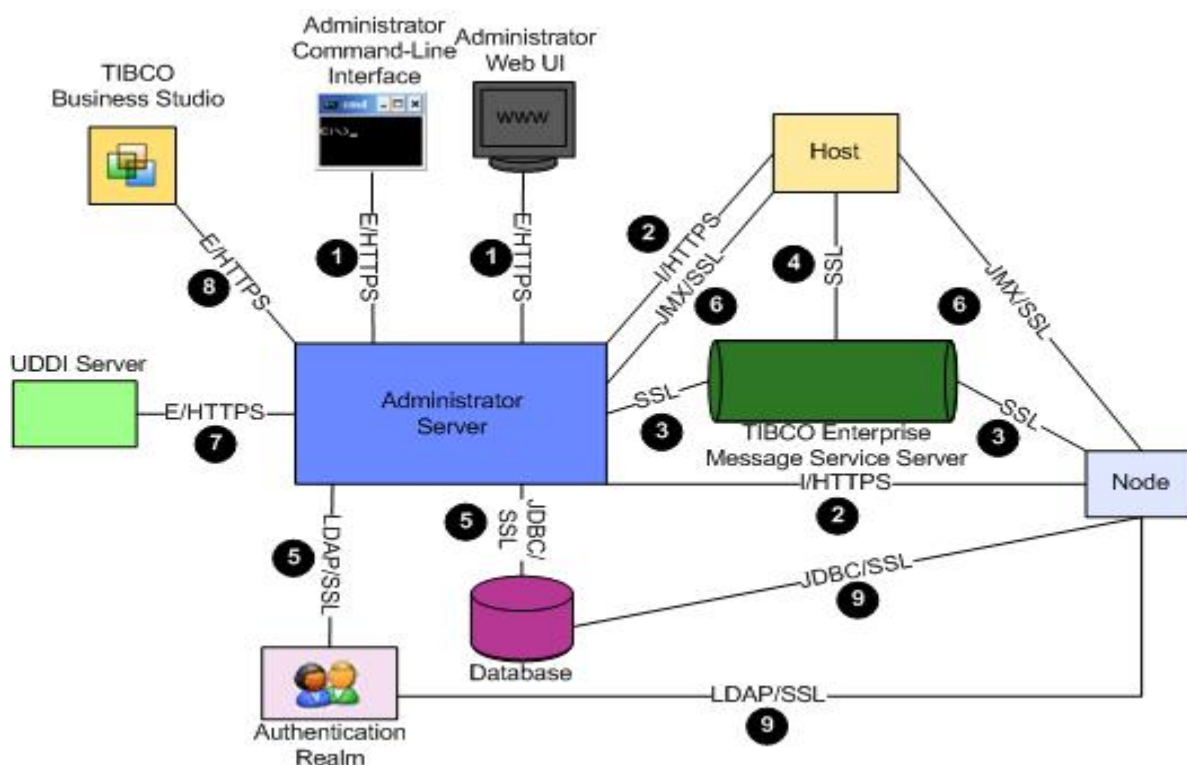 Administrator
Command-Line
Interface
Administrator
Web UI
TIBCO
Business Studio
cmd
C:\>_
WWW
Host
E/HTTPS
8
E/HTTPS
1
E/HTTPS
1
2
I/HTTPS
JMX/SSL
6
4
SSL
6
JMX/SSL
UDDI Server
E/HTTPS
7
Administrator
Server
SSL
3
TIBCO Enterprise
Message Service Server
SSL
3
Node
I/HTTPS
2
5
LDAP/SSL
5
JDBC/
SSL
JDBC/SSL
9
Database
LDAP/SSL
9
Authentication
Realm